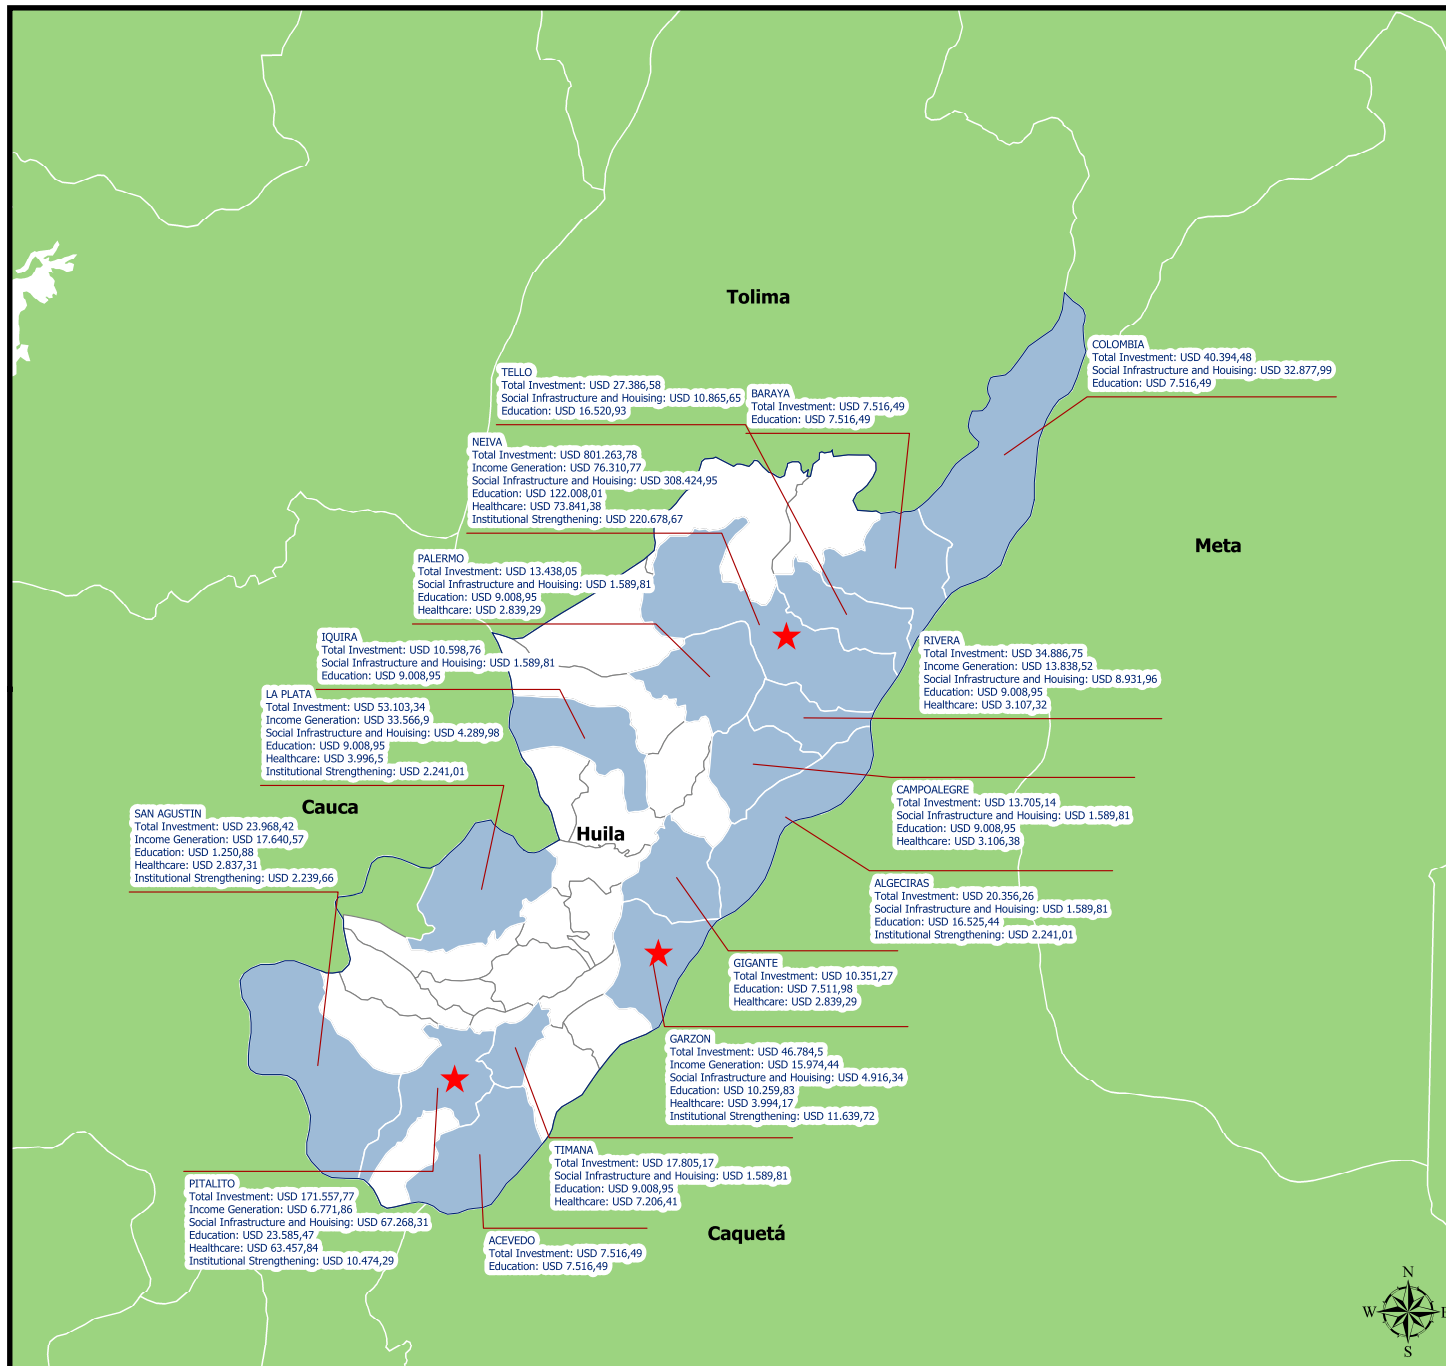 Tolima
COLOMBIA
Total Investment: USD 40.394,48
Social Infrastructure and Houising: USD 32.877,99
Education: USD 7.516,49
TELLO
Total Investment: USD 27.386,58
Social Infrastructure and Houising: USD 10.865,65
Education: USD 16.520,93
BARAYA
Total Investment: USD 7.516,49
Education: USD 7.516,49
NEIVA
Total Investment: USD 801.263,78
Income Generation: USD 76.310,77
Social Infrastructure and Houising: USD 308.424,95
Education: USD 122.008,01
Healthcare: USD 73.841,38
Institutional Strengthening: USD 220.678,67
Meta
PALERMO
Total Investment: USD 13.438,05
Social Infrastructure and Houising: USD 1.589,81
Education: USD 9.008,95
Healthcare: USD 2.839,29
IQUIRA
Total Investment: USD 10.598,76
Social Infrastructure and Houising: USD 1.589,81
Education: USD 9.008,95
RIVERA
Total Investment: USD 34.886,75
Income Generation: USD 13.838,52
Social Infrastructure and Houising: USD 8.931,96
Education: USD 9.008,95
Healthcare: USD 3.107,32
LA PLATA
Total Investment: USD 53.103,34
Income Generation: USD 33.566,9
Social Infrastructure and Houising: USD 4.289,98
Education: USD 9.008,95
Healthcare: USD 3.996,5
Institutional Strengthening: USD 2.241,01
CAMPOALEGRE
Total Investment: USD 13.705,14
Social Infrastructure and Houising: USD 1.589,81
Education: USD 9.008,95
Healthcare: USD 3.106,38
Cauca
Huila
SAN AGUSTIN
Total Investment: USD 23.968,42
Income Generation: USD 17.640,57
Education: USD 1.250,88
Healthcare: USD 2.837,31
Institutional Strengthening: USD 2.239,66
ALGECIRAS
Total Investment: USD 20.356,26
Social Infrastructure and Houising: USD 1.589,81
Education: USD 16.525,44
Institutional Strengthening: USD 2.241,01
GIGANTE
Total Investment: USD 10.351,27
Education: USD 7.511,98
Healthcare: USD 2.839,29
GARZON
Total Investment: USD 46.784,5
Income Generation: USD 15.974,44
Social Infrastructure and Houising: USD 4.916,34
Education: USD 10.259,83
Healthcare: USD 3.994,17
Institutional Strengthening: USD 11.639,72
TIMANA
Total Investment: USD 17.805,17
Social Infrastructure and Houising: USD 1.589,81
Education: USD 9.008,95
Healthcare: USD 7.206,41
PITALITO
Total Investment: USD 171.557,77
Income Generation: USD 6.771,86
Social Infrastructure and Houising: USD 67.268,31
Education: USD 23.585,47
Healthcare: USD 63.457,84
Institutional Strengthening: USD 10.474,29
ACEVEDO
Total Investment: USD 7.516,49
Education: USD 7.516,49
Caquetá
N
W E
S